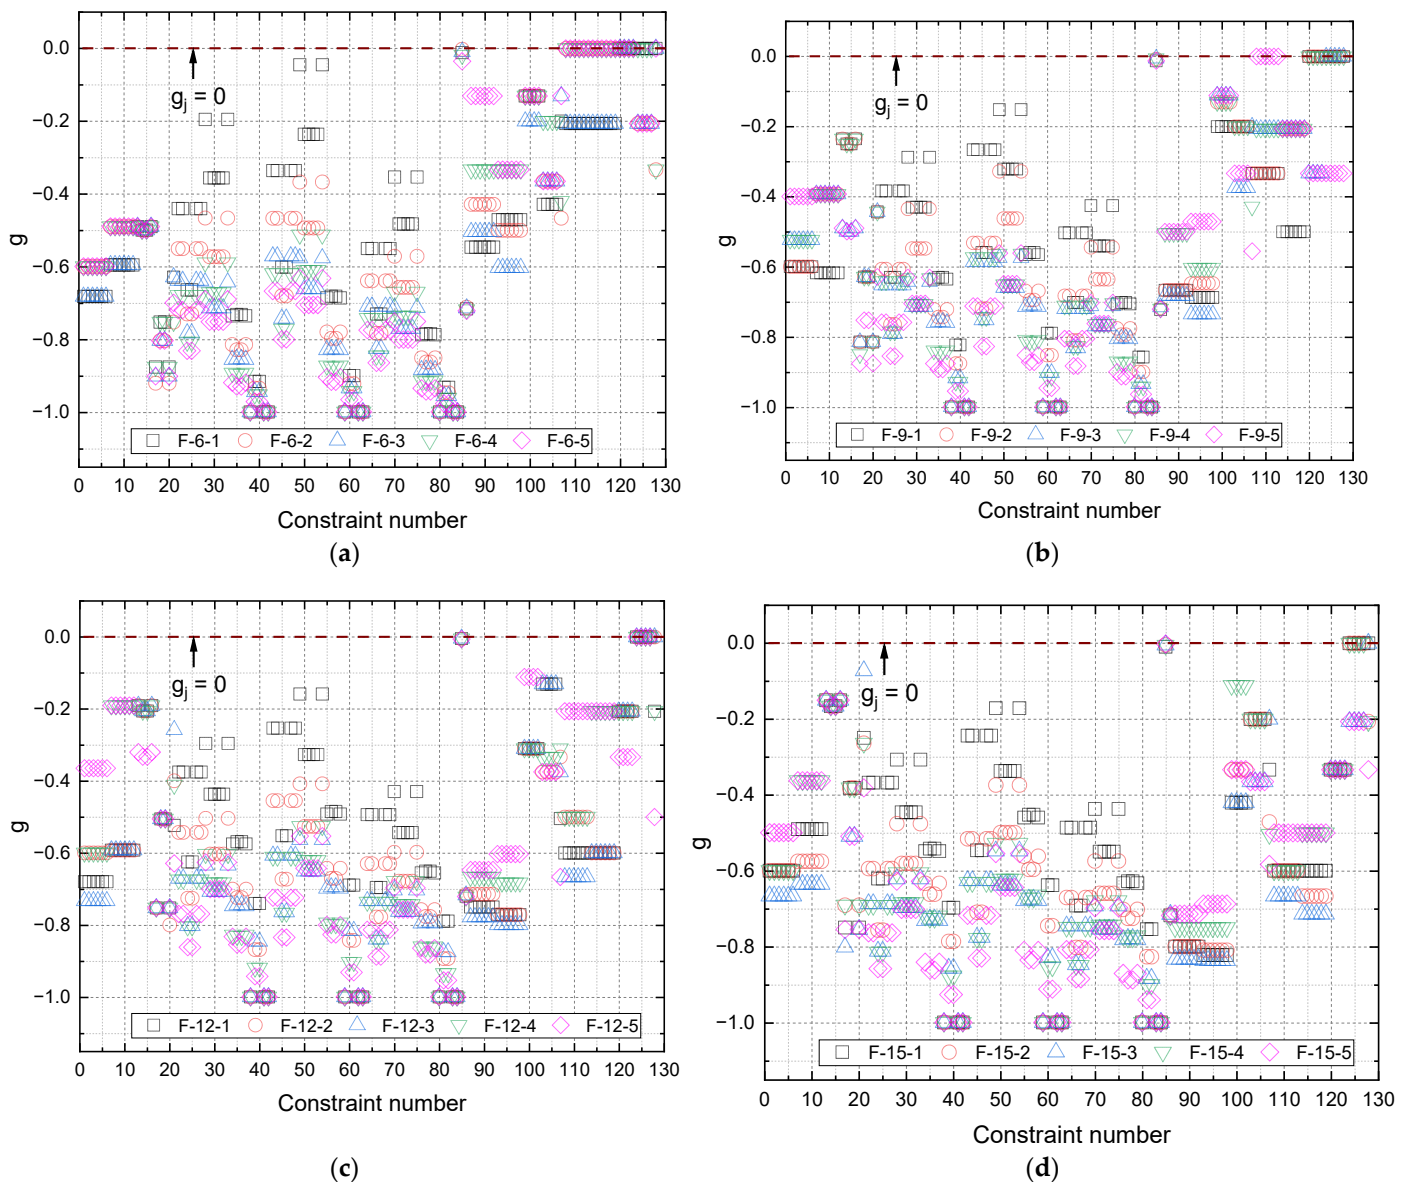 0.0
−0.2
−0.4
−0.6
−0.8
−1.0
g
gj = 0
F-6-1 F-6-2 F-6-3 F-6-4 F-6-5
0 10 20 30 40 50 60 70 80 90 100 110 120 130
Constraint number
(a)
0.0
−0.2
−0.4
−0.6
−0.8
−1.0
g
gj = 0
F-9-1 F-9-2 F-9-3 F-9-4 F-9-5
0 10 20 30 40 50 60 70 80 90 100 110 120 130
Constraint number
(b)
0.0
−0.2
−0.4
−0.6
−0.8
−1.0
g
gj = 0
F-12-1 F-12-2 F-12-3 F-12-4 F-12-5
0 10 20 30 40 50 60 70 80 90 100 110 120 130
Constraint number
(c)
0.0
−0.2
−0.4
−0.6
−0.8
−1.0
g
gj = 0
F-15-1 F-15-2 F-15-3 F-15-4 F-15-5
0 10 20 30 40 50 60 70 80 90 100 110 120 130
Constraint number
(d)